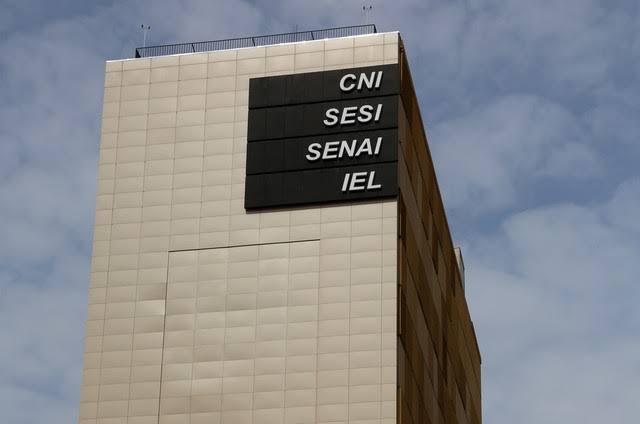 CNI
SESI
SENAI
IEL